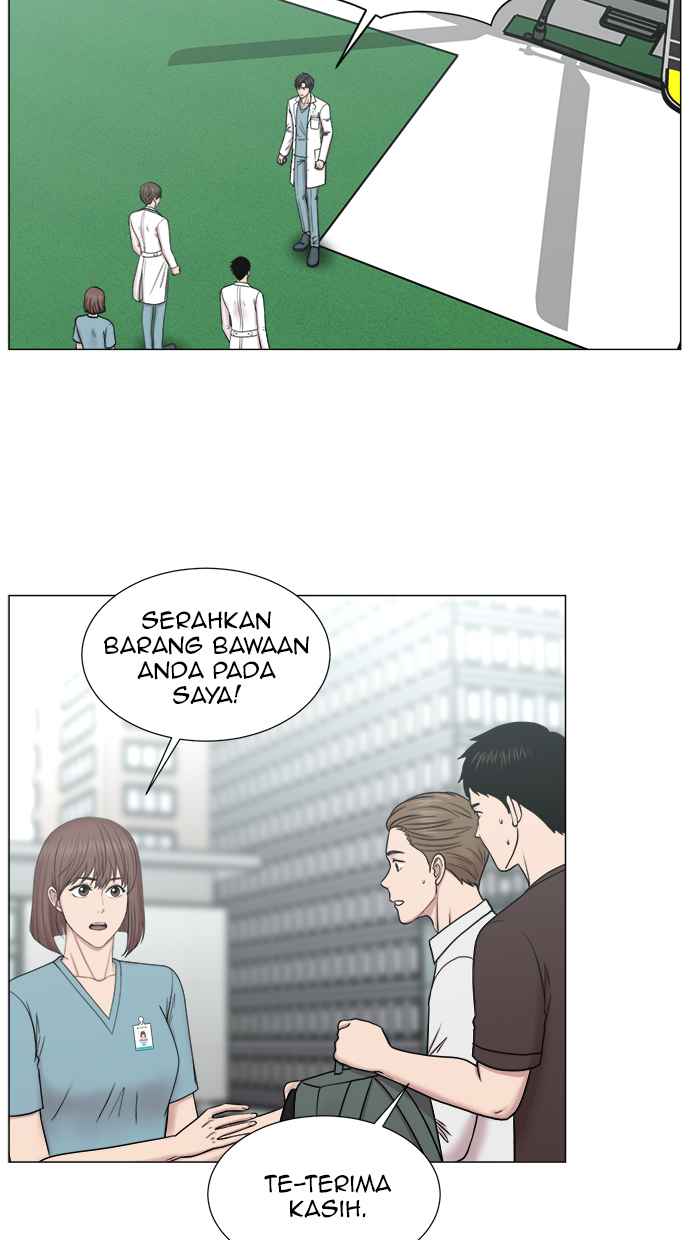 SERAHKAN
BARANG BAWAAN
ANDA PADA
SAYA!
TE-TERIMA
KASIH.